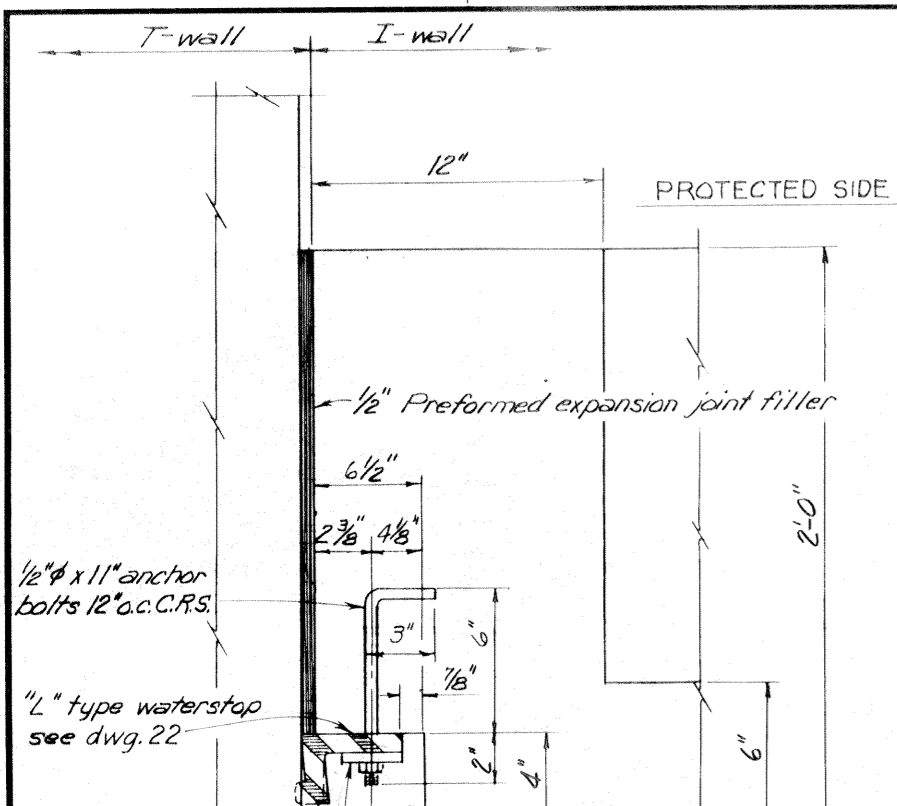 T-wall
I-wall
12"
PROTECTED SIDE
1/2" Preformed expansion joint filler
6 1/2"
2 3/8"
4 1/8"
2'-0"
1/2"φ x 11" anchor
bolts 12" o.c. C.R.S.
3"
6"
7/8"
"L" type waterstop
see dwg. 22
2"
4"
6"